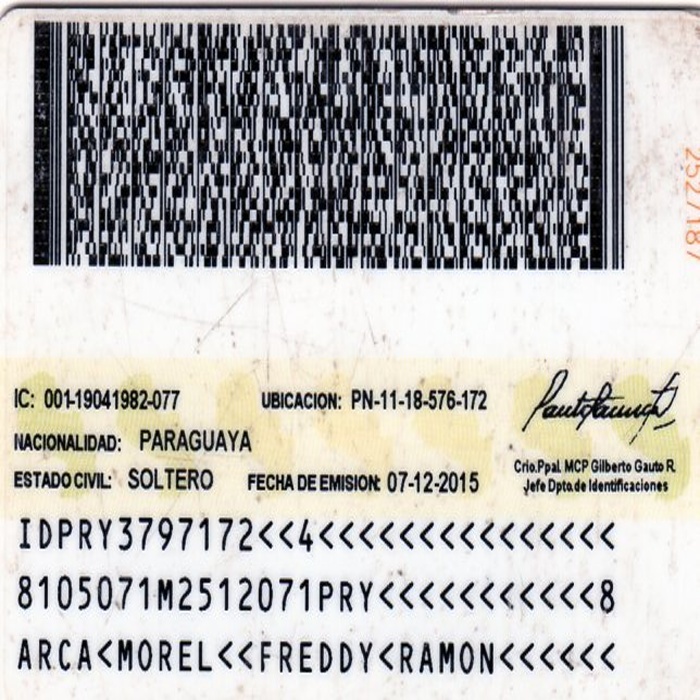 2527187
IC: 001-19041982-077
UBICACION: PN-11-18-576-172
NACIONALIDAD: PARAGUAYA
ESTADO CIVIL: SOLTERO
FECHA DE EMISION: 07-12-2015
Crio.Ppal. MCP Gilberto Gauto R.
Jefe Dpto.de Identificaciones
IDPRY3797172<<4<<<<<<<<<<<<<<<
8105071M2512071PRY<<<<<<<<<<<8
ARCA<MOREL<<FREDDY<RAMON<<<<<<